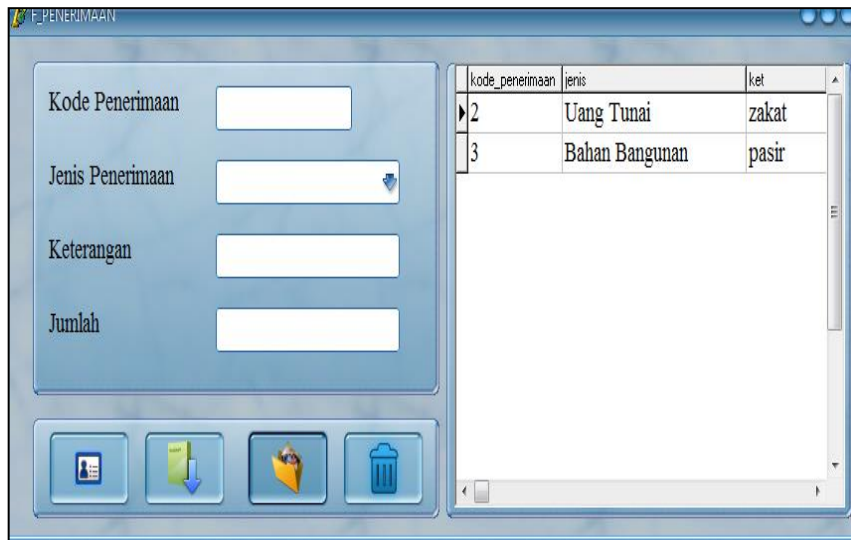 F_PENERIMAAN
Kode Penerimaan
Jenis Penerimaan
Keterangan
Jumlah
kode_penerimaan jenis ket
2 Uang Tunai zakat
3 Bahan Bangunan pasir